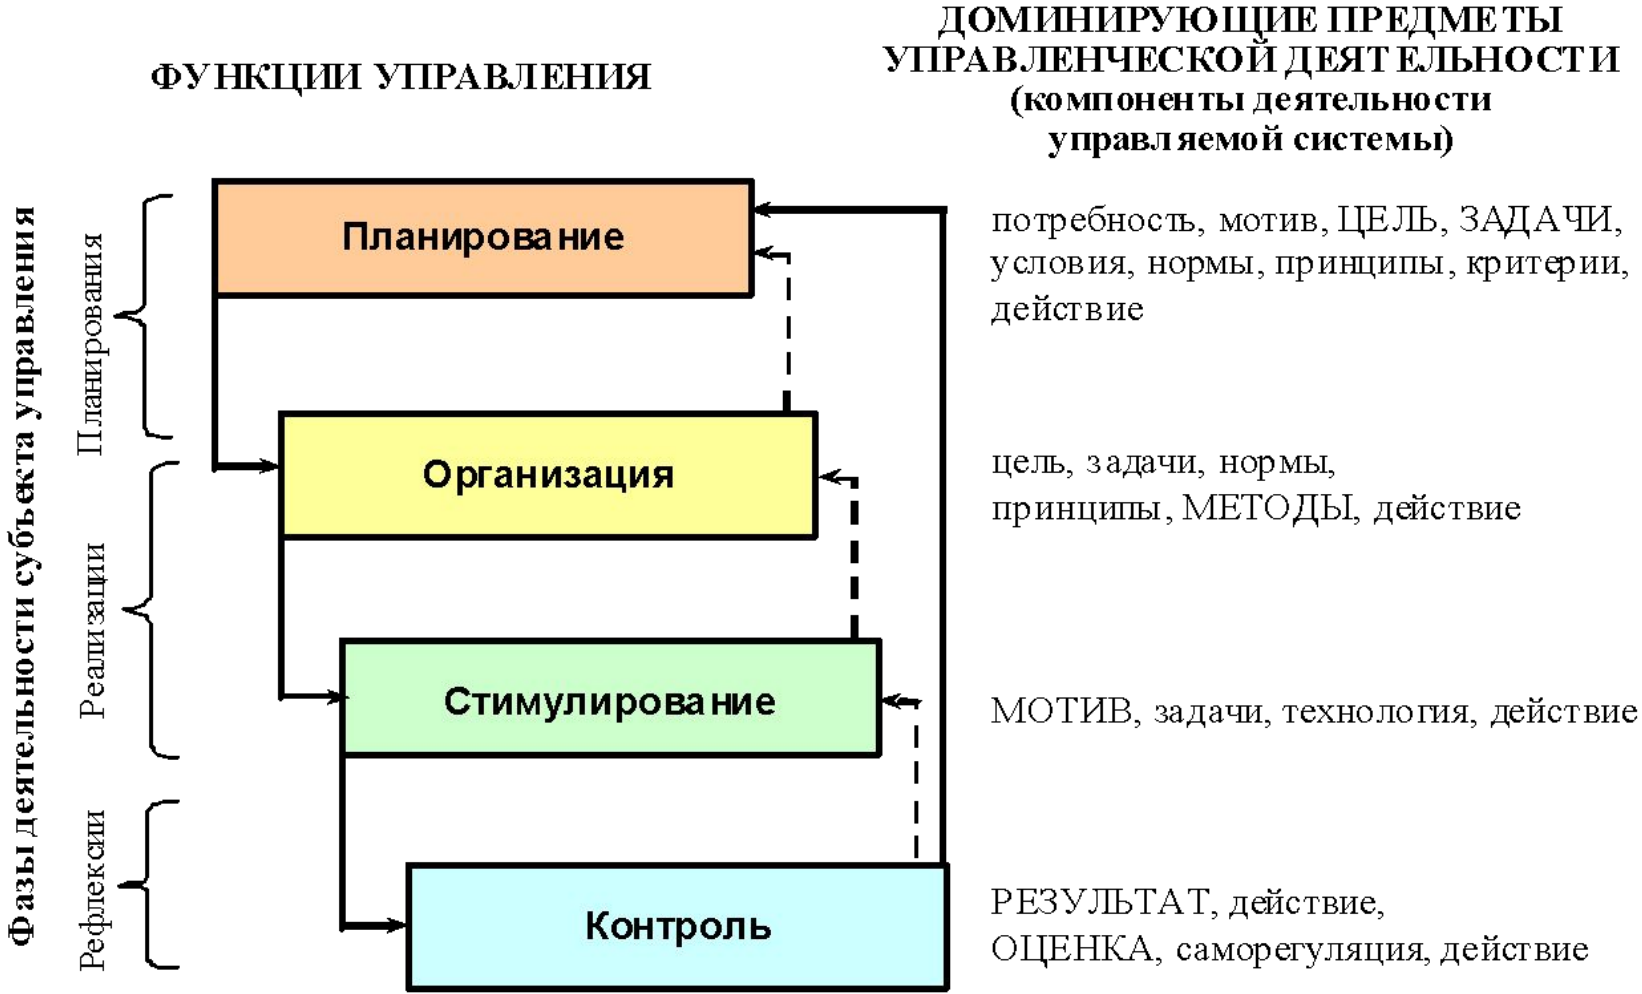 ФУНКЦИИ УПРАВЛЕНИЯ
ДОМИНИРУЮЩИЕ ПРЕДМЕТЫ
УПРАВЛЕНЧЕСКОЙ ДЕЯТЕЛЬНОСТИ
(компоненты деятельности
управляемой системы)
Фазы деятельности субъекта управления
Планирования
Планирование
потребность, мотив, ЦЕЛЬ, ЗАДАЧИ,
условия, нормы, принципы, критерии,
действие
Реализации
Организация
цель, задачи, нормы,
принципы, МЕТОДЫ, действие
Стимулирование
МОТИВ, задачи, технология, действие
Рефлексии
Контроль
РЕЗУЛЬТАТ, действие,
ОЦЕНКА, саморегуляция, действие